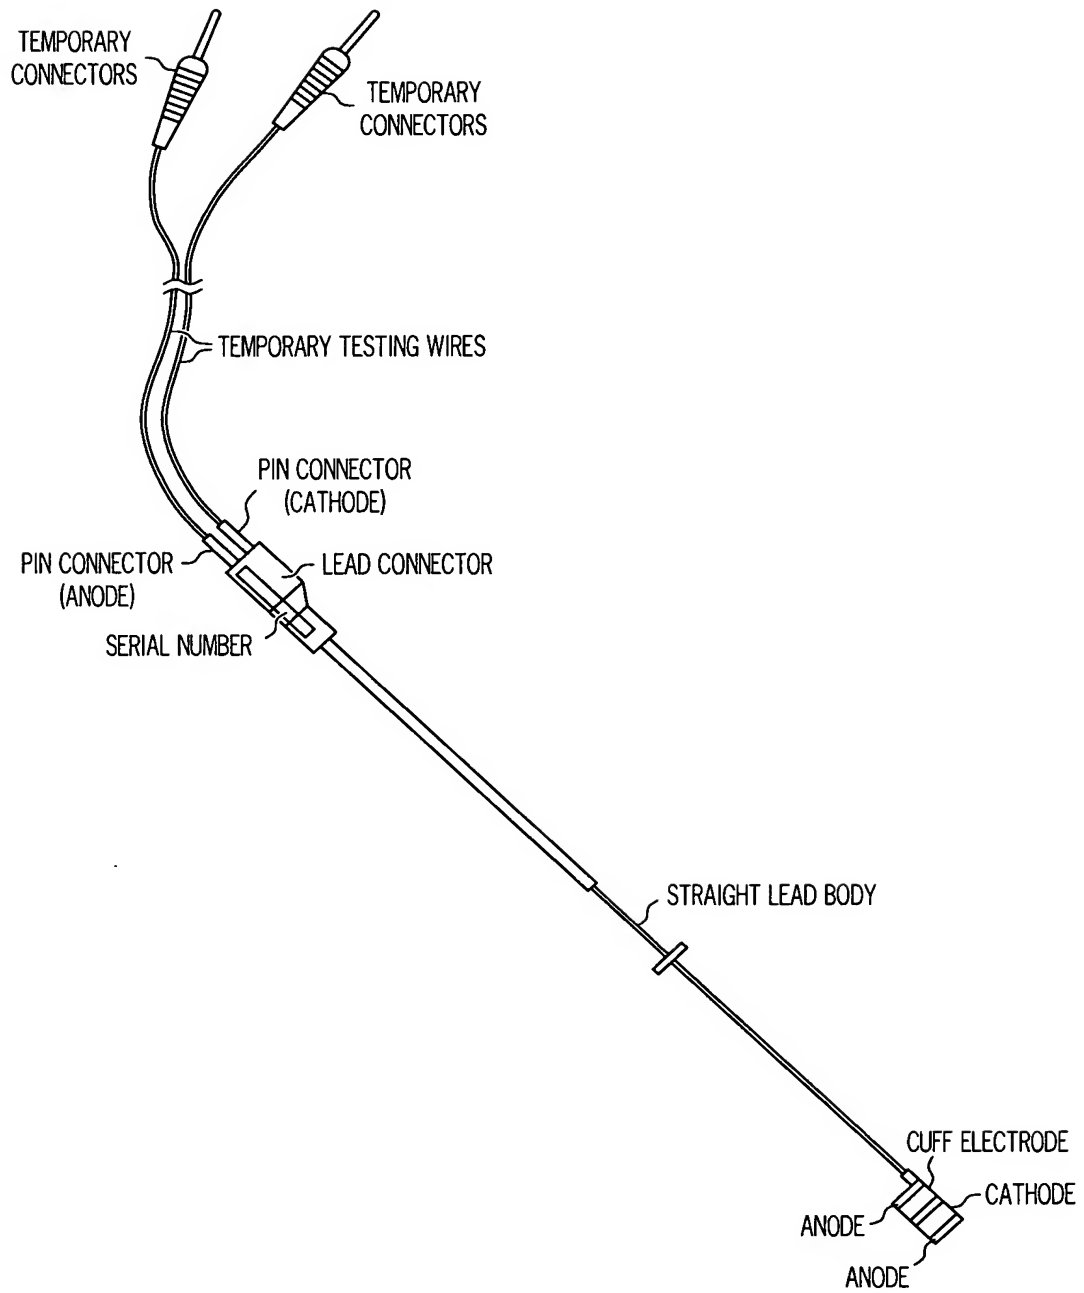 TEMPORARY
CONNECTORS
TEMPORARY
CONNECTORS
TEMPORARY TESTING WIRES
PIN CONNECTOR
(CATHODE)
PIN CONNECTOR
(ANODE)
LEAD CONNECTOR
SERIAL NUMBER
STRAIGHT LEAD BODY
CUFF ELECTRODE
CATHODE
ANODE
ANODE